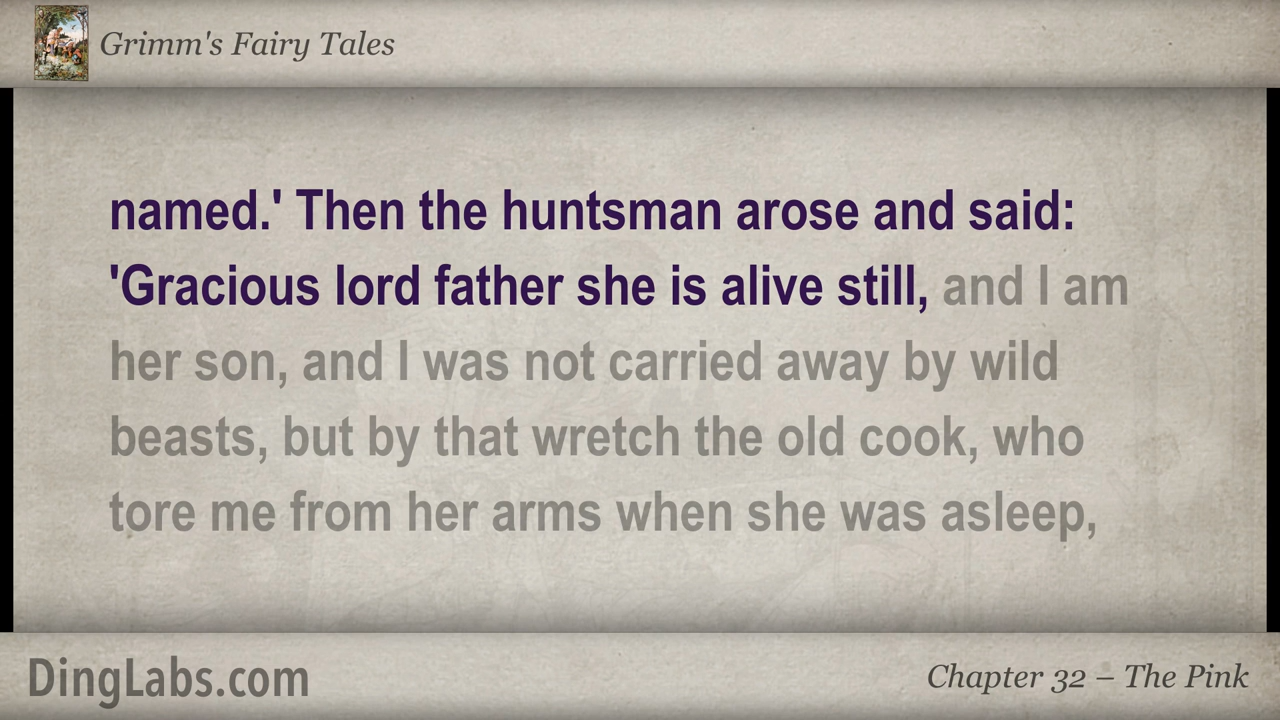 Grimm's Fairy Tales
named.' Then the huntsman arose and said:
'Gracious lord father she is alive still, and I am
her son, and I was not carried away by wild
beasts, but by that wretch the old cook, who
tore me from her arms when she was asleep,
DingLabs.com
Chapter 32 – The Pink